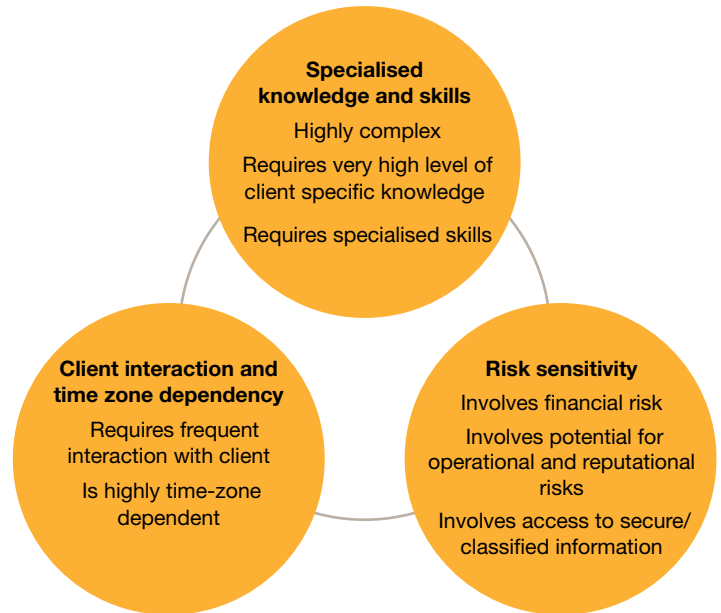 Specialised
knowledge and skills
Highly complex
Requires very high level of
client specific knowledge
Requires specialised skills
Client interaction and
time zone dependency
Requires frequent
interaction with client
Is highly time-zone
dependent
Risk sensitivity
Involves financial risk
Involves potential for
operational and reputational
risks
Involves access to secure/
classified information